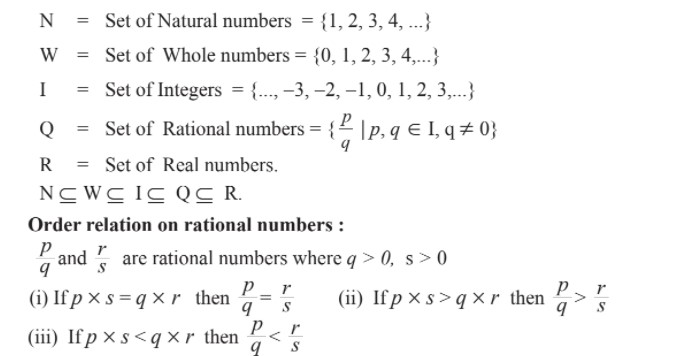 N = Set of Natural numbers = {1, 2, 3, 4, ...}
W = Set of Whole numbers = {0, 1, 2, 3, 4,...}
I = Set of Integers = {..., –3, –2, –1, 0, 1, 2, 3,...}
Q = Set of Rational numbers = { p/q | p, q ∈ I, q ≠ 0}
R = Set of Real numbers.
N ⊆ W ⊆ I ⊆ Q ⊆ R.
Order relation on rational numbers :
p/q and r/s are rational numbers where q > 0, s > 0
(i) If p × s = q × r then p/q = r/s (ii) If p × s > q × r then p/q > r/s
(iii) If p × s < q × r then p/q < r/s